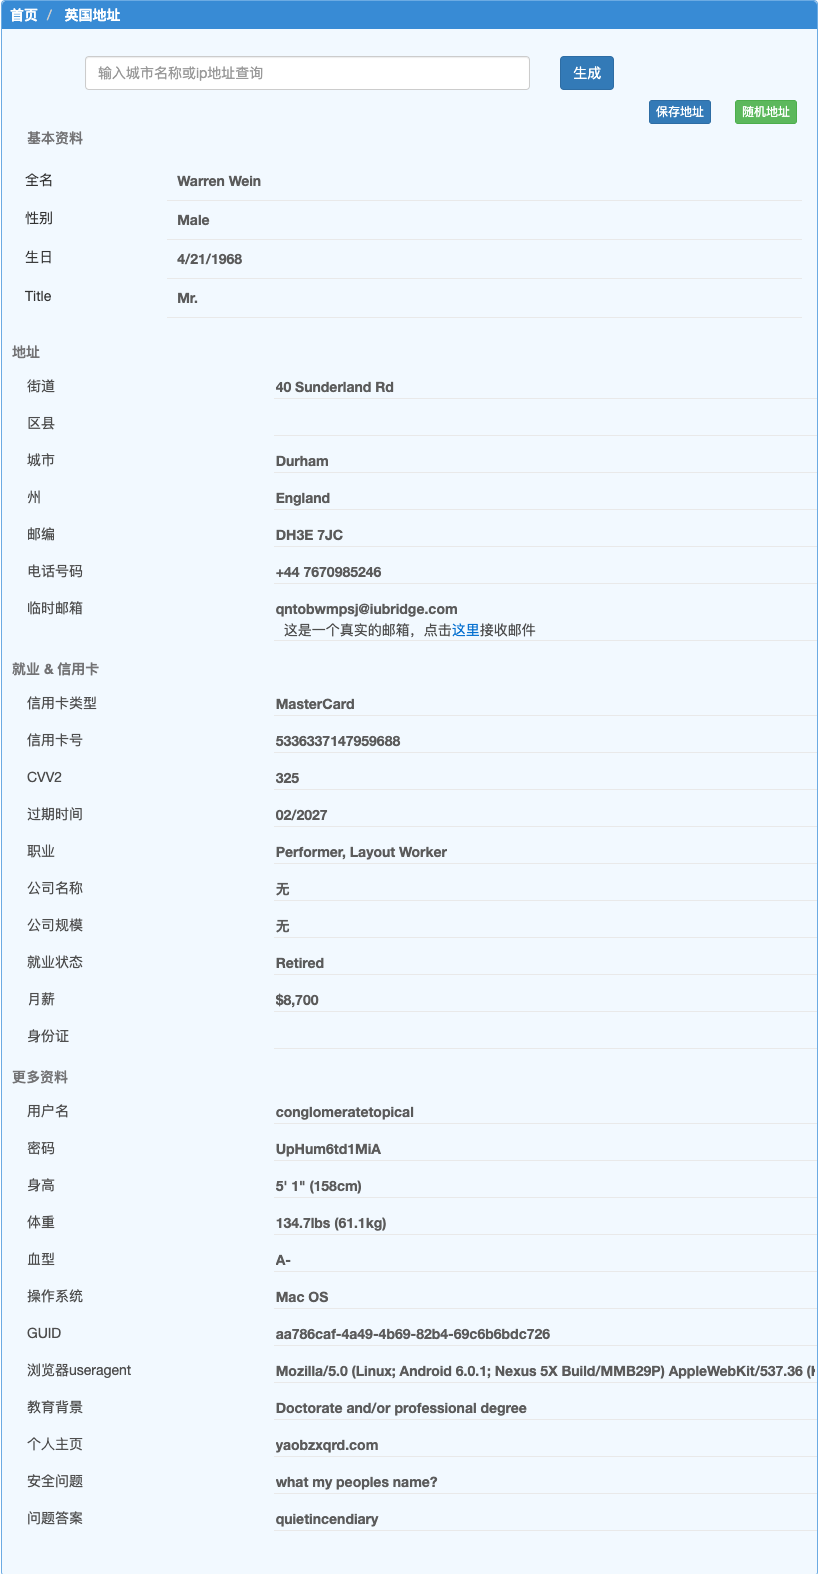 首页 / 英国地址
输入城市名称或ip地址查询 生成
保存地址 随机地址
基本资料
全名 Warren Wein
性别 Male
生日 4/21/1968
Title Mr.
地址
街道 40 Sunderland Rd
区县
城市 Durham
州 England
邮编 DH3E 7JC
电话号码 +44 7670985246
临时邮箱 qntobwmpsj@iubridge.com
这是一个真实的邮箱，点击这里接收邮件
就业 & 信用卡
信用卡类型 MasterCard
信用卡号 5336337147959688
CVV2 325
过期时间 02/2027
职业 Performer, Layout Worker
公司名称 无
公司规模 无
就业状态 Retired
月薪 $8,700
身份证
更多资料
用户名 conglomeratetopical
密码 UpHum6td1MiA
身高 5' 1" (158cm)
体重 134.7lbs (61.1kg)
血型 A-
操作系统 Mac OS
GUID aa786caf-4a49-4b69-82b4-69c6b6bdc726
浏览器useragent Mozilla/5.0 (Linux; Android 6.0.1; Nexus 5X Build/MMB29P) AppleWebKit/537.36 (
教育背景 Doctorate and/or professional degree
个人主页 yaobzxqrd.com
安全问题 what my peoples name?
问题答案 quietincendiary